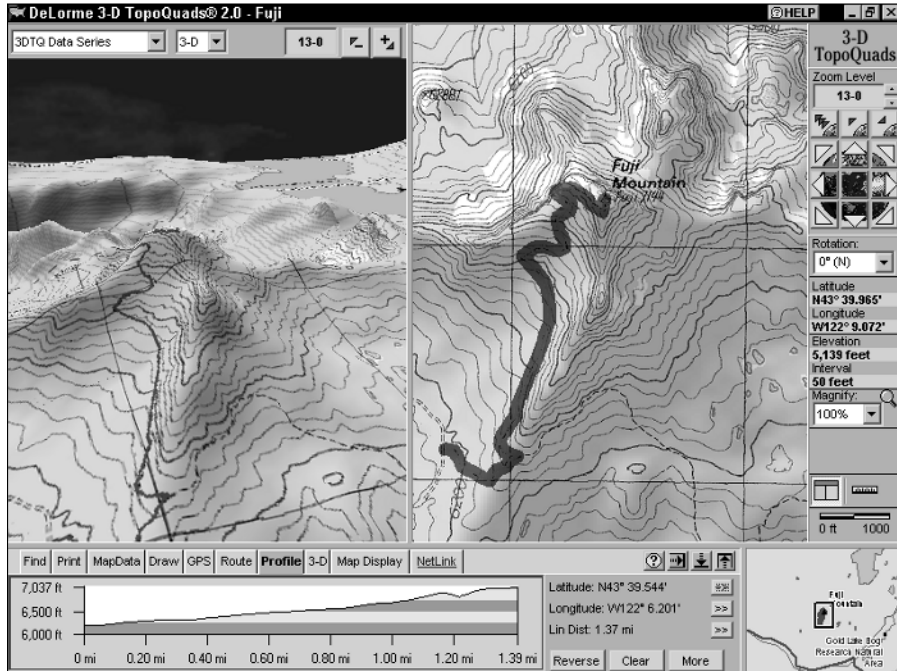 DeLorme 3-D TopoQuads® 2.0 - Fuji
HELP
3DTQ Data Series
3-D
13-0
3-D
TopoQuads
Zoom Level
13-0
Fuji
Mountain
Fuji 7144
6200
Rotation:
0° (N)
Latitude
N43° 39.965'
Longitude
W122° 9.072'
Elevation
5,139 feet
Interval
50 feet
Magnify:
100%
0 ft 1000
Find Print MapData Draw GPS Route Profile 3-D Map Display NetLink
7,037 ft
6,500 ft
6,000 ft
0 mi 0.20 mi 0.40 mi 0.60 mi 0.80 mi 1.00 mi 1.20 mi 1.39 mi
Latitude: N43° 39.544'
Longitude: W122° 6.201'
Lin Dist: 1.37 mi
>>
>>
Reverse Clear More
Fuji
Mountain
Gold Lake Bog
Research Natural
Area